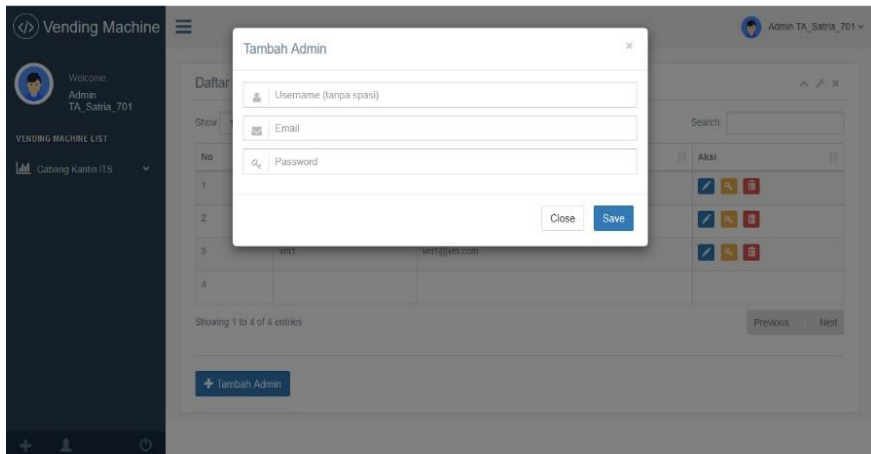 Vending Machine
Admin TA_Satria_701
Welcome,
Admin
TA_Satria_701
VENDING MACHINE LIST
Cabang Kantin ITS
Tambah Admin
Username (tanpa spasi)
Email
Password
Close
Save
Daftar
Show
Search:
No
Aksi
1
2
3
vm1
vm1@vm.com
4
Showing 1 to 4 of 4 entries
Previous
Next
Tambah Admin